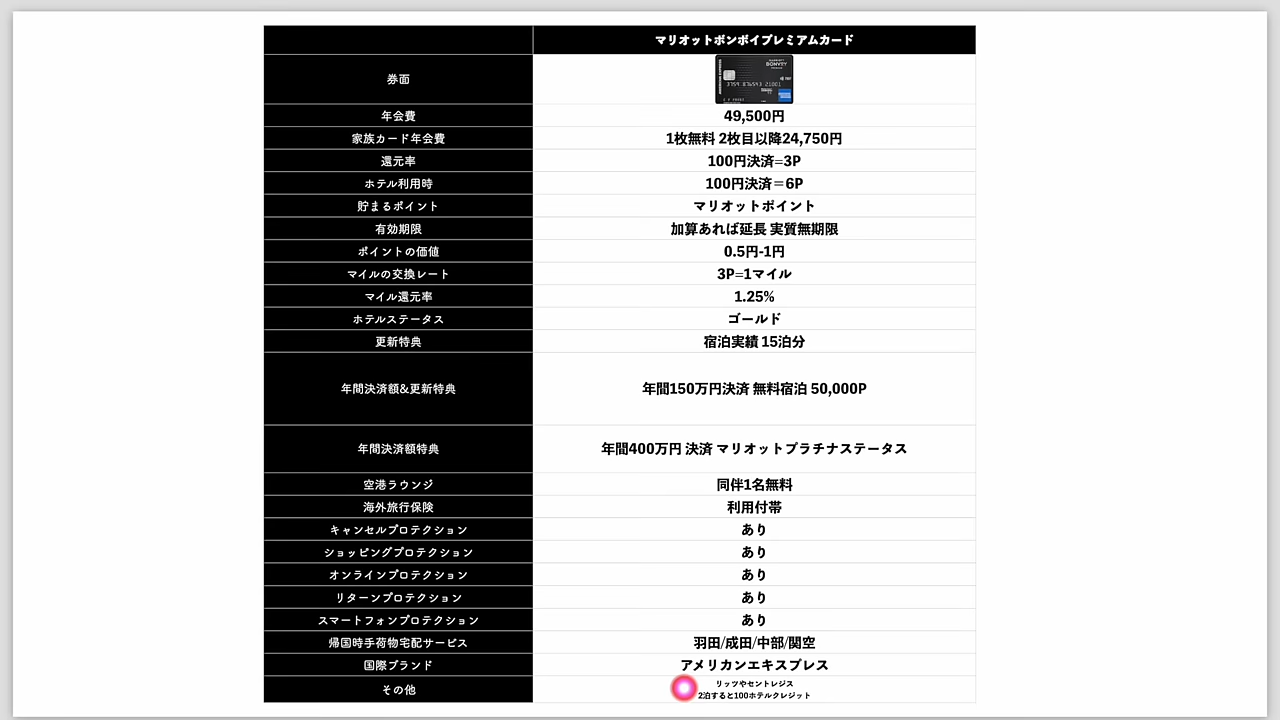 マリオットボンボイプレミアムカード
券面
年会費 49,500円
家族カード年会費 1枚無料 2枚目以降24,750円
還元率 100円決済=3P
ホテル利用時 100円決済＝6P
貯まるポイント マリオットポイント
有効期限 加算あれば延長 実質無期限
ポイントの価値 0.5円-1円
マイルの交換レート 3P=1マイル
マイル還元率 1.25%
ホテルステータス ゴールド
更新特典 宿泊実績 15泊分
年間決済額&更新特典 年間150万円決済 無料宿泊 50,000P
年間決済額特典 年間400万円 決済 マリオットプラチナステータス
空港ラウンジ 同伴1名無料
海外旅行保険 利用付帯
キャンセルプロテクション あり
ショッピングプロテクション あり
オンラインプロテクション あり
リターンプロテクション あり
スマートフォンプロテクション あり
帰国時手荷物宅配サービス 羽田/成田/中部/関空
国際ブランド アメリカンエキスプレス
その他 リッツやセントレジス
2泊すると100ホテルクレジット